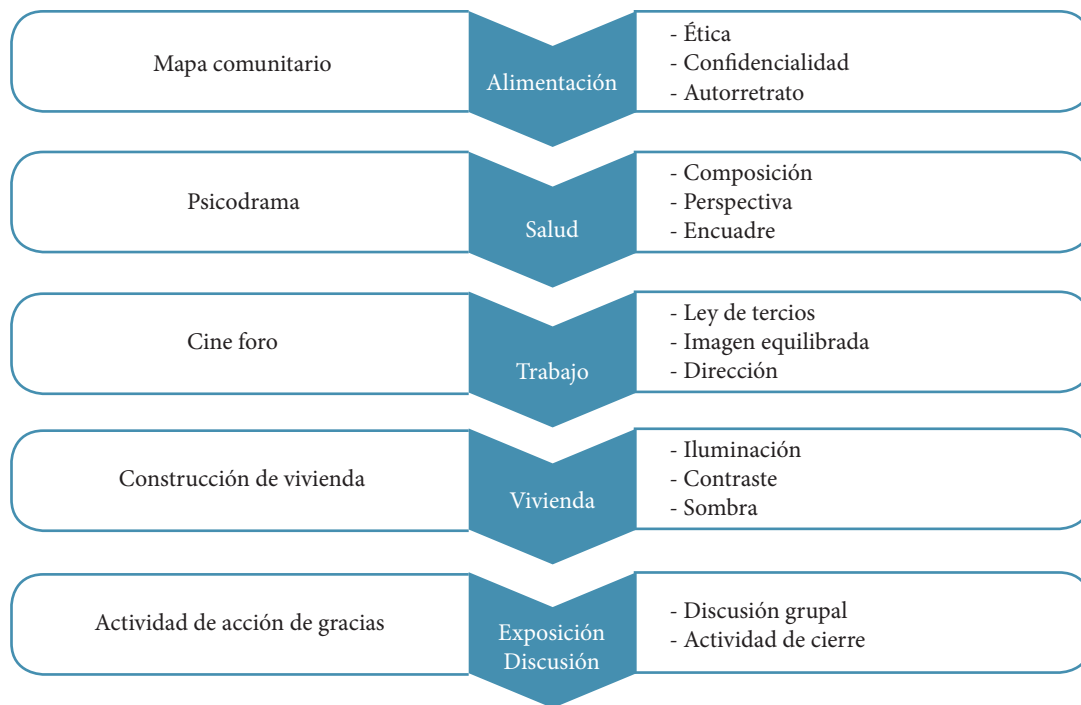 Mapa comunitario
Alimentación
- Ética
- Confidencialidad
- Autorretrato
Psicodrama
Salud
- Composición
- Perspectiva
- Encuadre
Cine foro
Trabajo
- Ley de tercios
- Imagen equilibrada
- Dirección
Construcción de vivienda
Vivienda
- Iluminación
- Contraste
- Sombra
Actividad de acción de gracias
Exposición
Discusión
- Discusión grupal
- Actividad de cierre